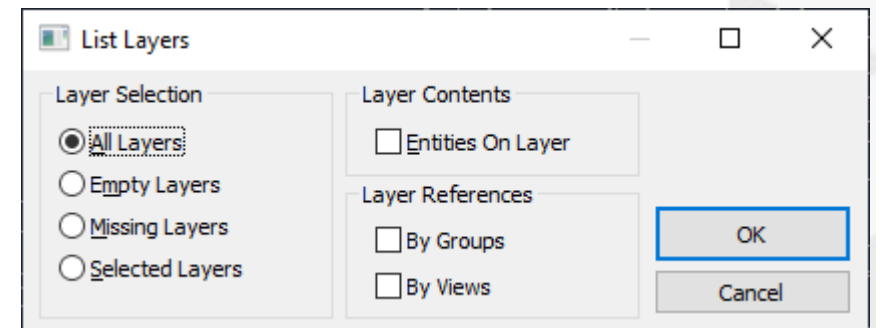 List Layers
Layer Selection
All Layers
Empty Layers
Missing Layers
Selected Layers
Layer Contents
Entities On Layer
Layer References
By Groups
By Views
OK
Cancel